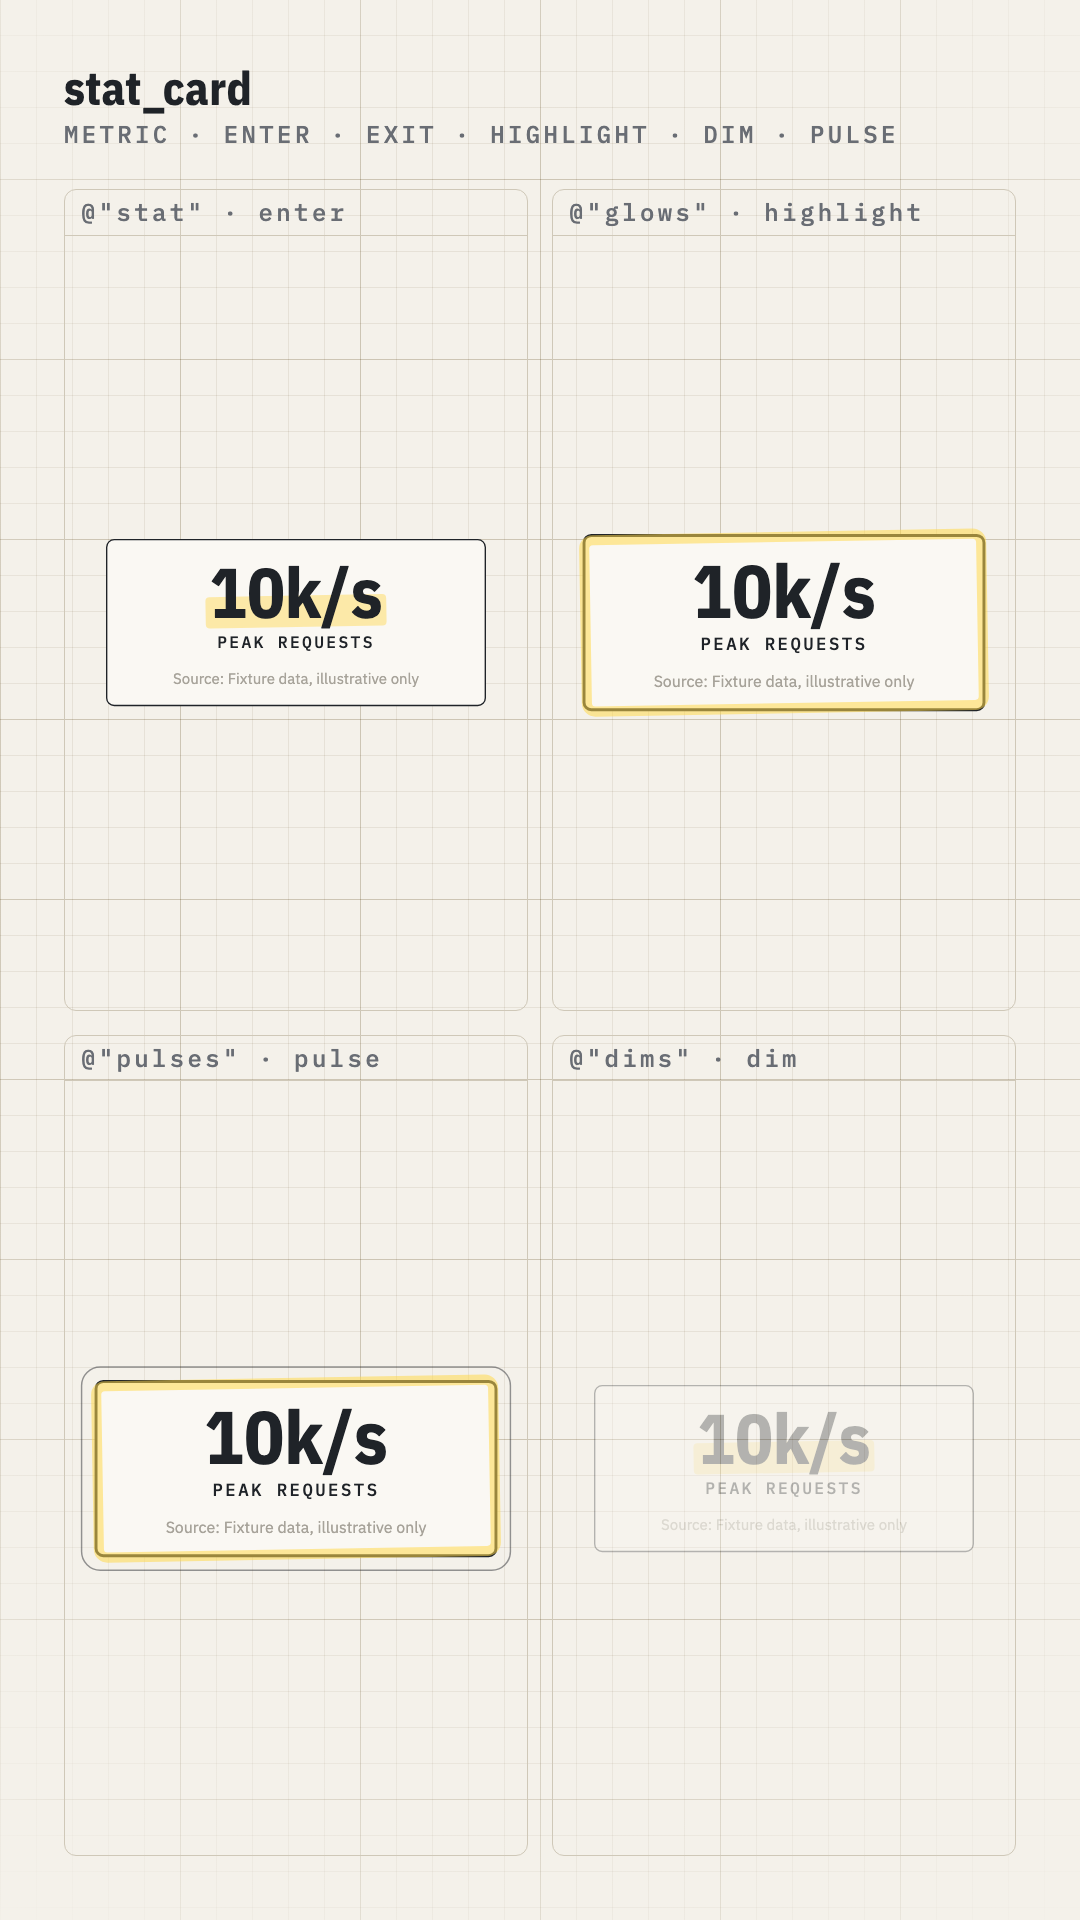 stat_card
METRIC · ENTER · EXIT · HIGHLIGHT · DIM · PULSE
@"stat" · enter
10k/s
PEAK REQUESTS
Source: Fixture data, illustrative only
@"glows" · highlight
10k/s
PEAK REQUESTS
Source: Fixture data, illustrative only
@"pulses" · pulse
10k/s
PEAK REQUESTS
Source: Fixture data, illustrative only
@"dims" · dim
10k/s
PEAK REQUESTS
Source: Fixture data, illustrative only